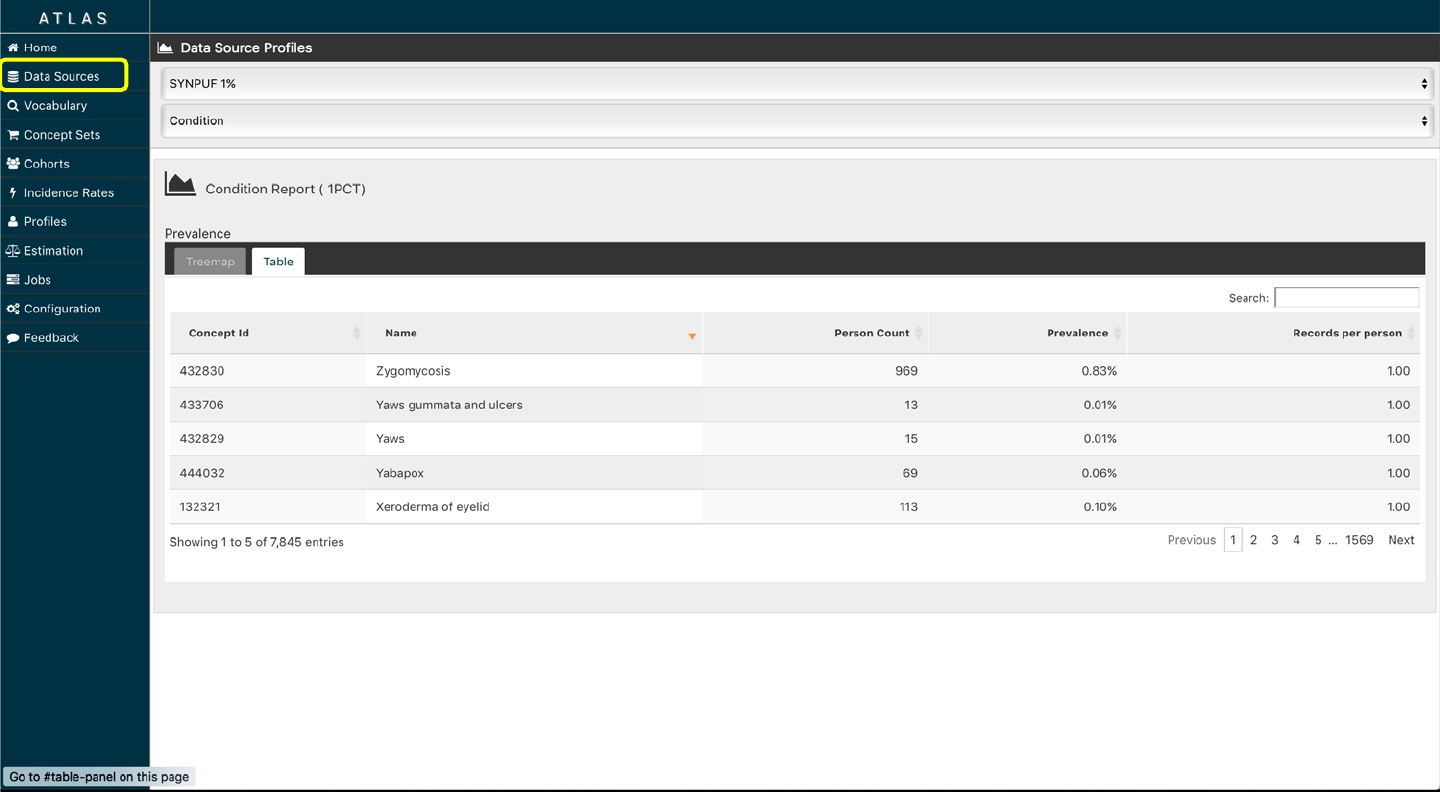 ATLAS
Home
Data Sources
Vocabulary
Concept Sets
Cohorts
Incidence Rates
Profiles
Estimation
Jobs
Configuration
Feedback
Data Source Profiles
SYNPUF 1%
Condition
Condition Report ( 1PCT)
Prevalence
Treemap Table
Search:
Concept Id Name Person Count Prevalence Records per person
432830 Zygomycosis 969 0.83% 1.00
433706 Yaws gummata and ulcers 13 0.01% 1.00
432829 Yaws 15 0.01% 1.00
444032 Yabapox 69 0.06% 1.00
132321 Xeroderma of eyelid 113 0.10% 1.00
Showing 1 to 5 of 7,845 entries Previous 1 2 3 4 5 ... 1569 Next
Go to #table-panel on this page